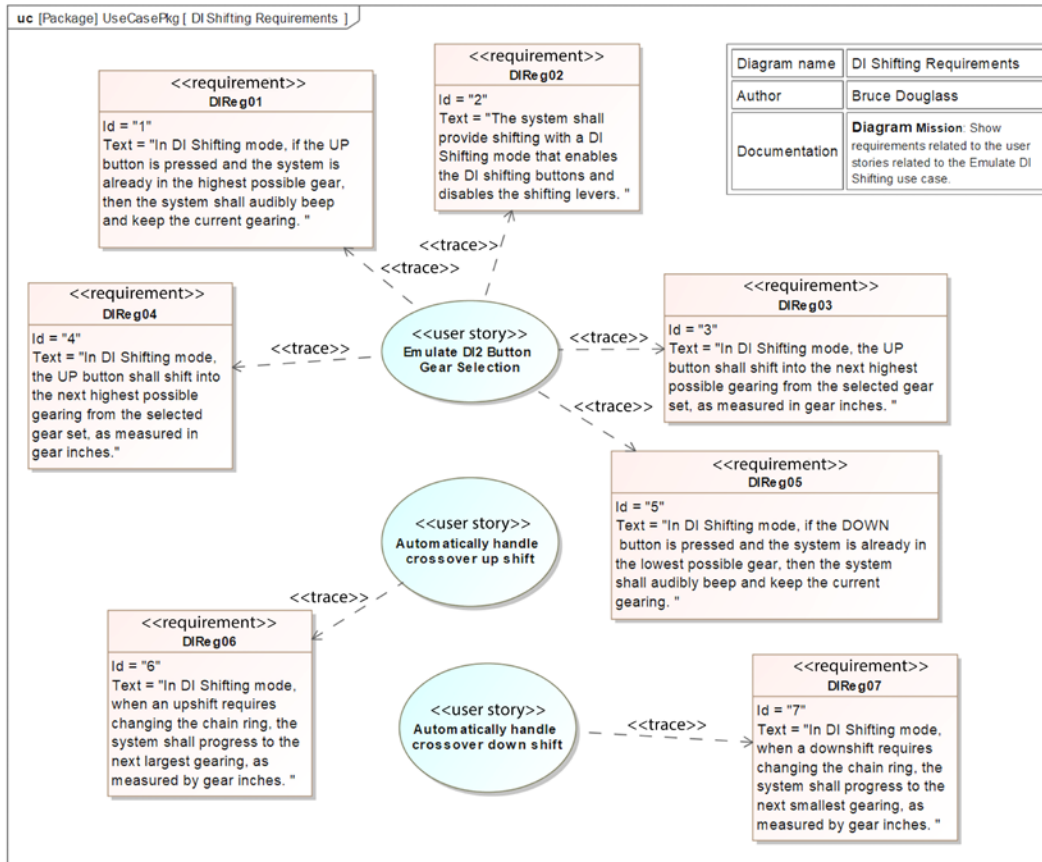 uc [Package] UseCasePkg [ DI Shifting Requirements ]
<<requirement>>
DIReg01
Id = "1"
Text = "In DI Shifting mode, if the UP
button is pressed and the system is
already in the highest possible gear,
then the system shall audibly beep
and keep the current gearing. "
<<requirement>>
DIReg02
Id = "2"
Text = "The system shall
provide shifting with a DI
Shifting mode that enables
the DI shifting buttons and
disables the shifting levers. "
Diagram name
DI Shifting Requirements
Author
Bruce Douglass
Documentation
Diagram Mission: Show
requirements related to the user
stories related to the Emulate DI
Shifting use case.
<<trace>>
<<trace>>
<<requirement>>
DIReg04
Id = "4"
Text = "In DI Shifting mode,
the UP button shall shift into
the next highest possible
gearing from the selected
gear set, as measured in
gear inches."
<<trace>>
<<user story>>
Emulate DI2 Button
Gear Selection
<<trace>>
<<requirement>>
DIReg03
Id = "3"
Text = "In DI Shifting mode, the UP
button shall shift into the next highest
possible gearing from the selected gear
set, as measured in gear inches. "
<<trace>>
<<requirement>>
DIReg05
Id = "5"
Text = "In DI Shifting mode, if the DOWN
button is pressed and the system is already in
the lowest possible gear, then the system
shall audibly beep and keep the current
gearing. "
<<user story>>
Automatically handle
crossover up shift
<<trace>>
<<requirement>>
DIReg06
Id = "6"
Text = "In DI Shifting mode,
when an upshift requires
changing the chain ring, the
system shall progress to the
next largest gearing, as
measured by gear inches. "
<<user story>>
Automatically handle
crossover down shift
<<trace>>
<<requirement>>
DIReg07
Id = "7"
Text = "In DI Shifting mode,
when a downshift requires
changing the chain ring, the
system shall progress to the
next smallest gearing, as
measured by gear inches. "